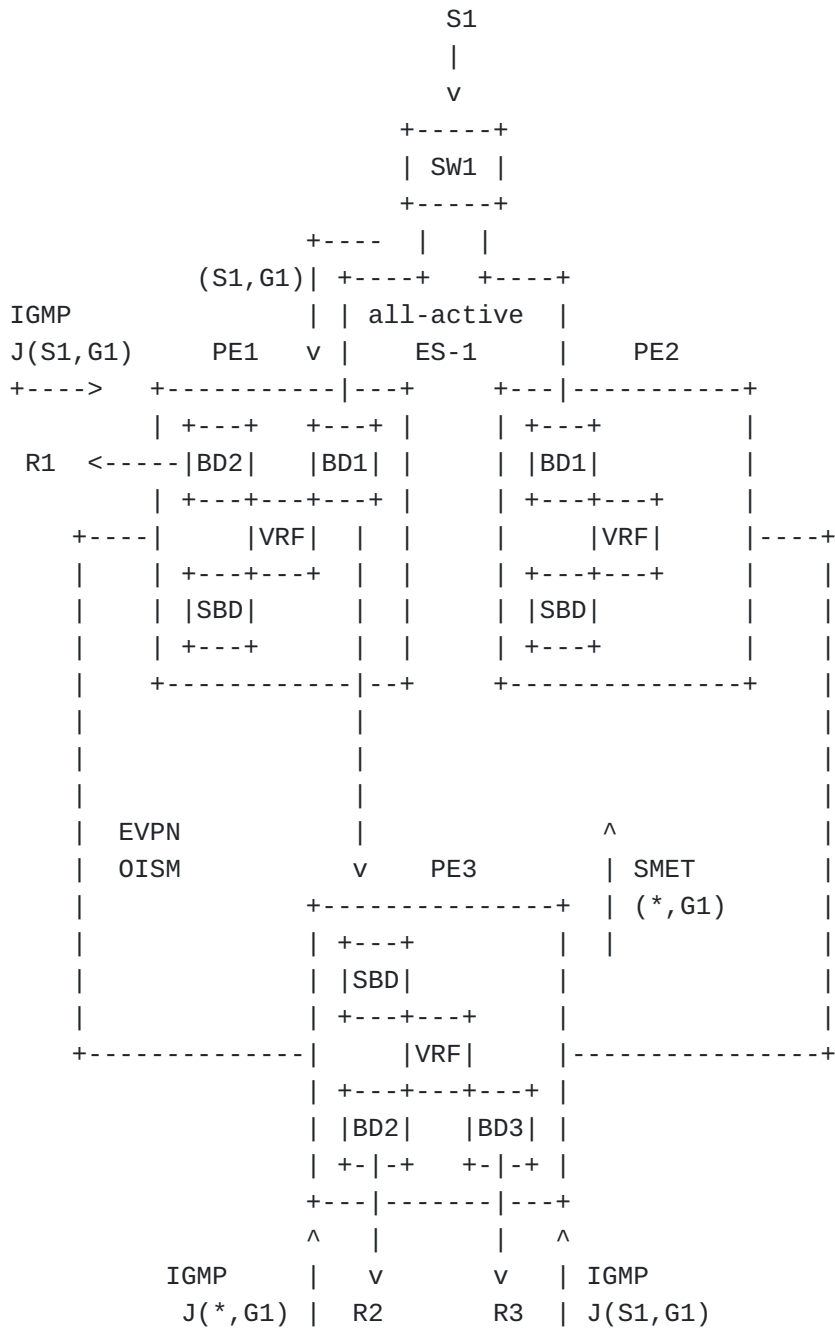 S1
SW1
(S1,G1)
IGMP all-active
J(S1,G1) PE1 v ES-1 PE2
R1 BD2 BD1 BD1
VRF VRF
SBD SBD
EVPN
OISM v PE3 SMET
(*,G1)
SBD
VRF
BD2 BD3
IGMP v v IGMP
J(*,G1) R2 R3 J(S1,G1)